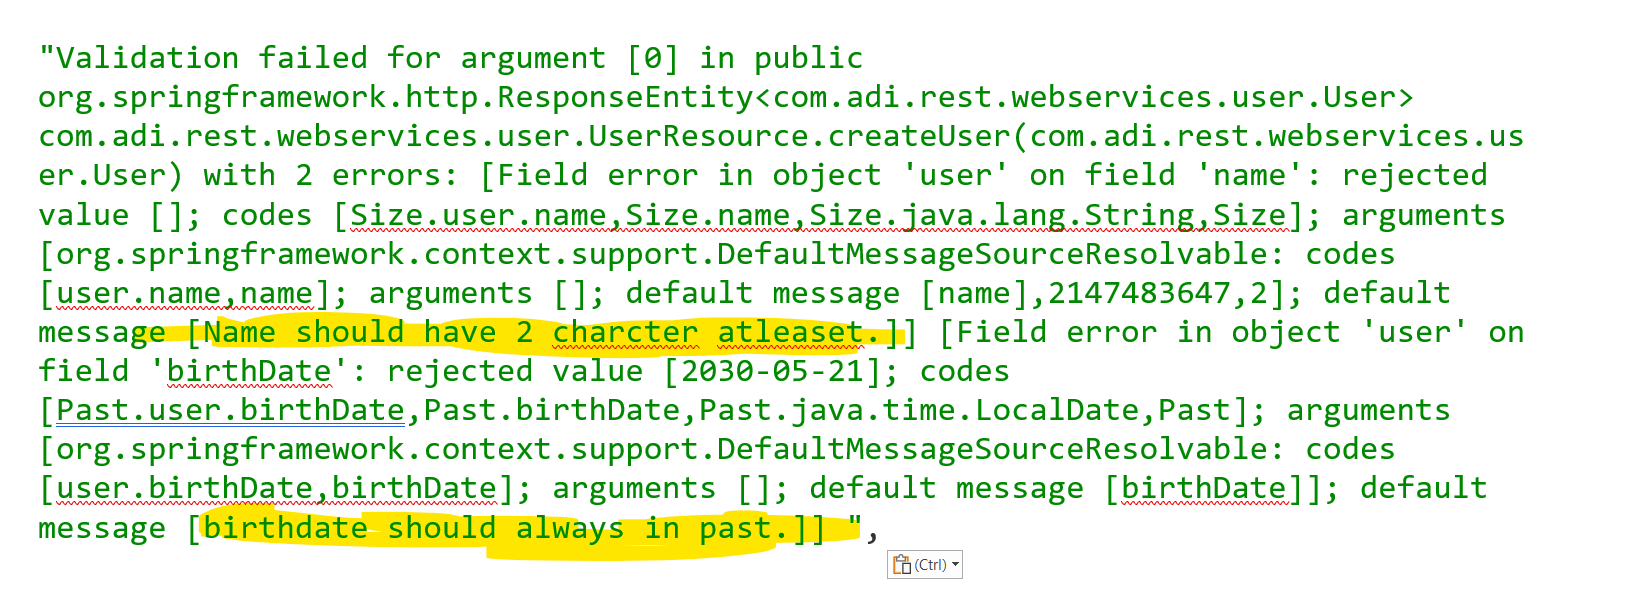 "Validation failed for argument [0] in public
org.springframework.http.ResponseEntity<com.adi.rest.webservices.user.User>
com.adi.rest.webservices.user.UserResource.createUser(com.adi.rest.webservices.us
er.User) with 2 errors: [Field error in object 'user' on field 'name': rejected
value []; codes [Size.user.name,Size.name,Size.java.lang.String,Size]; arguments
[org.springframework.context.support.DefaultMessageSourceResolvable: codes
[user.name,name]; arguments []; default message [name],2147483647,2]; default
message [Name should have 2 charcter atleaset.]] [Field error in object 'user' on
field 'birthDate': rejected value [2030-05-21]; codes
[Past.user.birthDate,Past.birthDate,Past.java.time.LocalDate,Past]; arguments
[org.springframework.context.support.DefaultMessageSourceResolvable: codes
[user.birthDate,birthDate]; arguments []; default message [birthDate]]; default
message [birthdate should always in past.]] ",
(Ctrl)